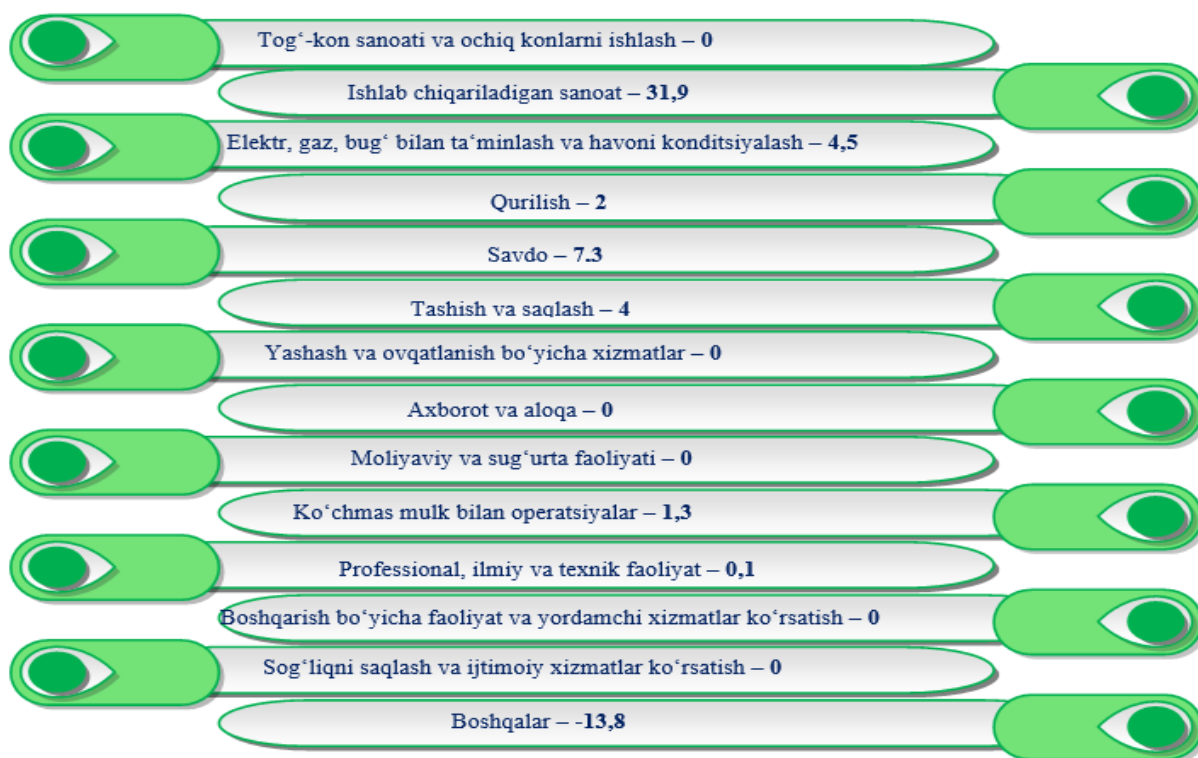 Tog‘-kon sanoati va ochiq konlarni ishlash – 0
Ishlab chiqariladigan sanoat – 31,9
Elektr, gaz, bug‘ bilan ta‘minlash va havoni konditsiyalash – 4,5
Qurilish – 2
Savdo – 7.3
Tashish va saqlash – 4
Yashash va ovqatlanish bo‘yicha xizmatlar – 0
Axborot va aloqa – 0
Moliyaviy va sug‘urta faoliyati – 0
Ko‘chmas mulk bilan operatsiyalar – 1,3
Professional, ilmiy va texnik faoliyat – 0,1
Boshqarish bo‘yicha faoliyat va yordamchi xizmatlar ko‘rsatish – 0
Sog‘liqni saqlash va ijtimoiy xizmatlar ko‘rsatish – 0
Boshqalar – -13,8